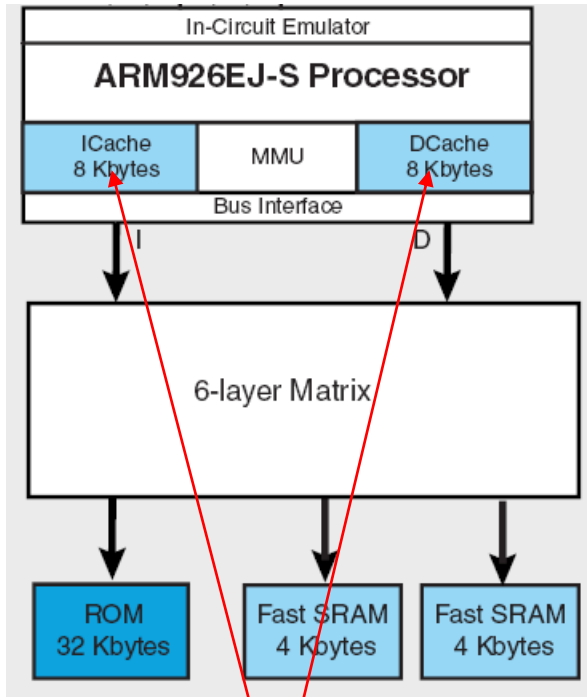 In-Circuit Emulator
ARM926EJ-S Processor
ICache
8 Kbytes
MMU
DCache
8 Kbytes
Bus Interface
I
D
6-layer Matrix
ROM
32 Kbytes
Fast SRAM
4 Kbytes
Fast SRAM
4 Kbytes